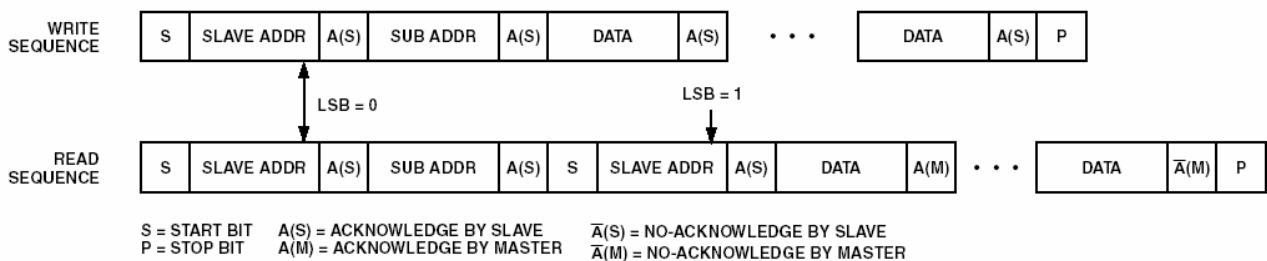 WRITE SEQUENCE S SLAVE ADDR A(S) SUB ADDR A(S) DATA A(S) • • • DATA A(S) P
LSB = 0 LSB = 1
READ SEQUENCE S SLAVE ADDR A(S) SUB ADDR A(S) S SLAVE ADDR A(S) DATA A(M) • • • DATA A̅(M) P
S = START BIT A(S) = ACKNOWLEDGE BY SLAVE A̅(S) = NO-ACKNOWLEDGE BY SLAVE
P = STOP BIT A(M) = ACKNOWLEDGE BY MASTER A̅(M) = NO-ACKNOWLEDGE BY MASTER